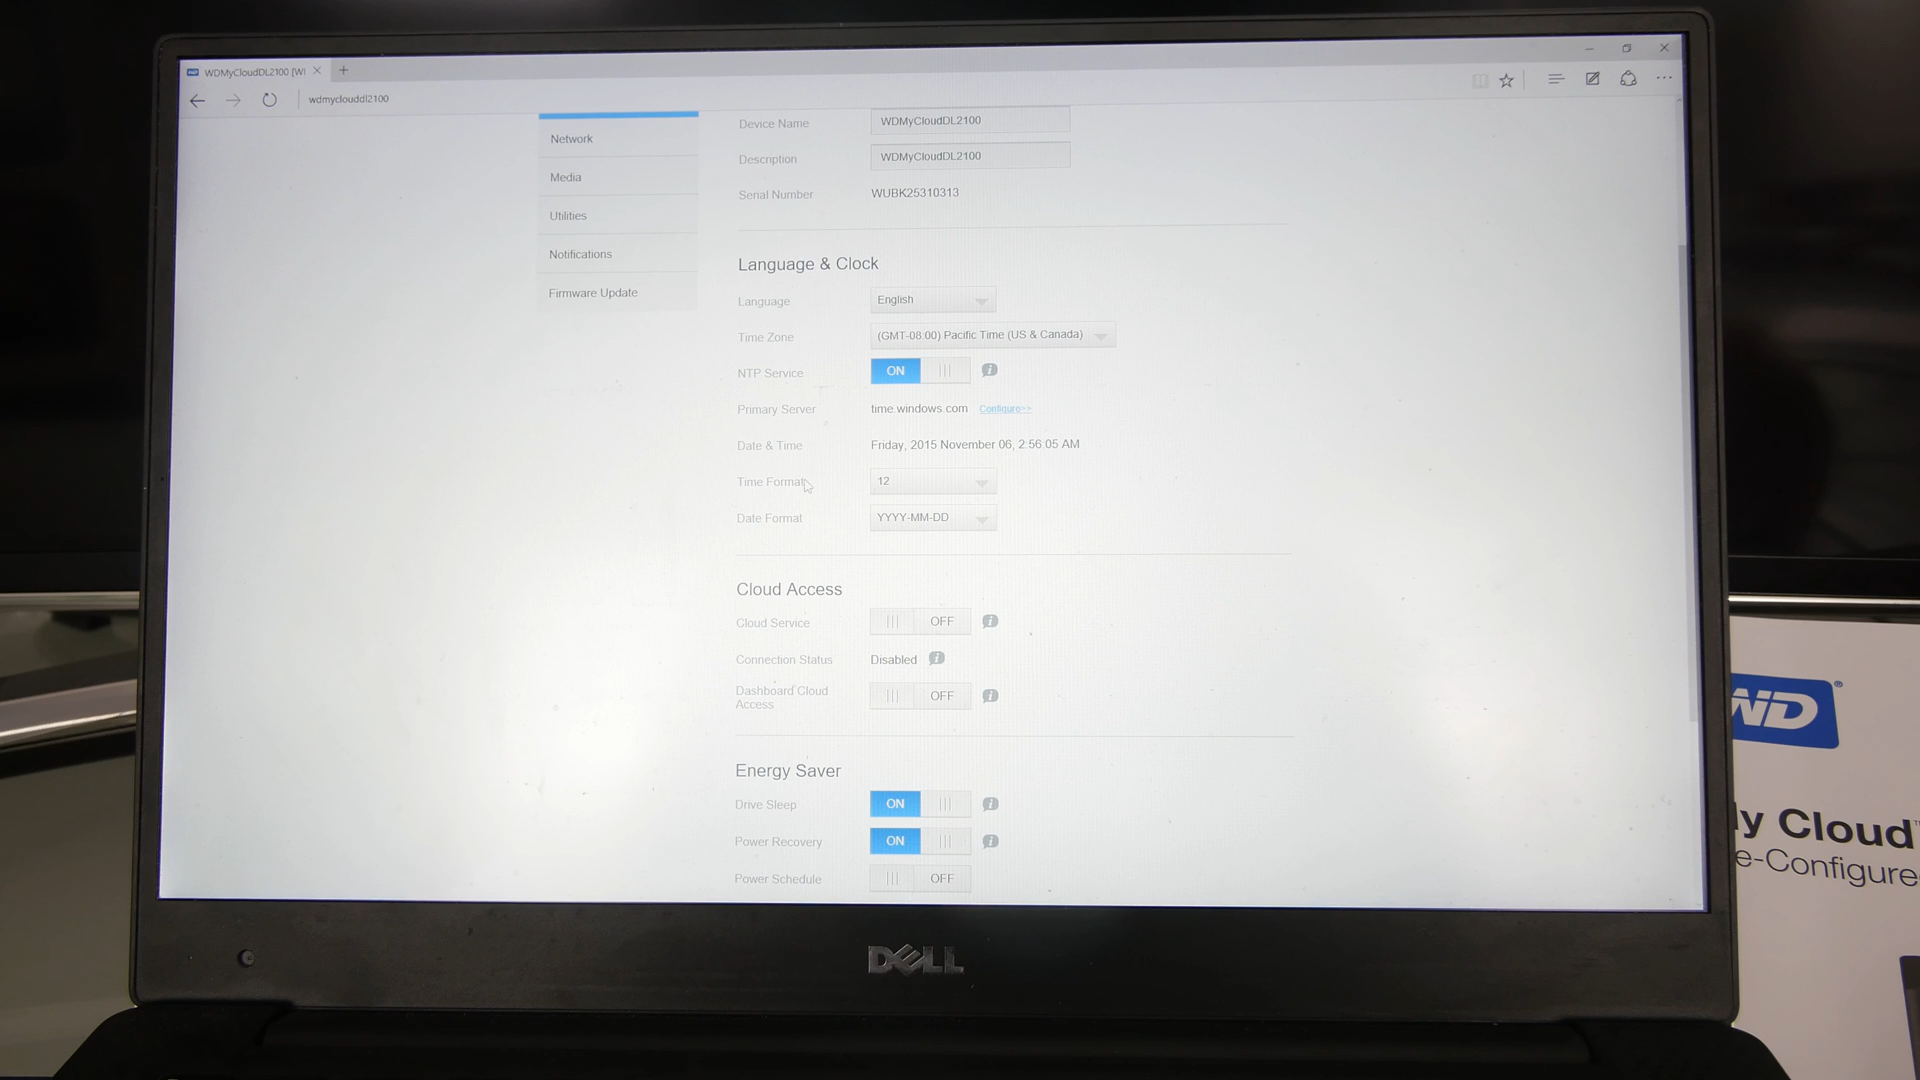 WDMyCloudDL2100 [WI
wdmyclouddl2100
Network
Media
Utilities
Notifications
Firmware Update
Device Name WDMyCloudDL2100
Description WDMyCloudDL2100
Serial Number WUBK25310313
Language & Clock
Language English
Time Zone (GMT-08:00) Pacific Time (US & Canada)
NTP Service ON
Primary Server time.windows.com Configure>>
Date & Time Friday, 2015 November 06, 2:56:05 AM
Time Format 12
Date Format YYYY-MM-DD
Cloud Access
Cloud Service OFF
Connection Status Disabled
Dashboard Cloud
Access OFF
Energy Saver
Drive Sleep ON
Power Recovery ON
Power Schedule OFF
DELL
WD®
y Cloud™
e-Configure